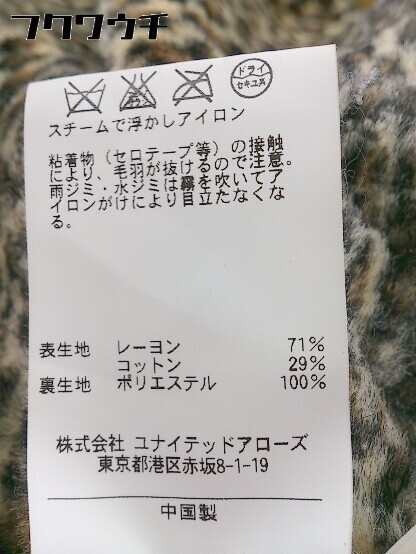 フクワウチ
ドライ
セキユ系
スチームで浮かしアイロン
粘着物（セロテープ等）の接触
により、毛羽が抜けるので注意。
雨ジミ・水ジミは霧を吹いてア
イロンがけにより目立たなくな
る。
表生地　レーヨン　71%
コットン　29%
裏生地　ポリエステル　100%
株式会社 ユナイテッドアローズ
東京都港区赤坂8-1-19
中国製